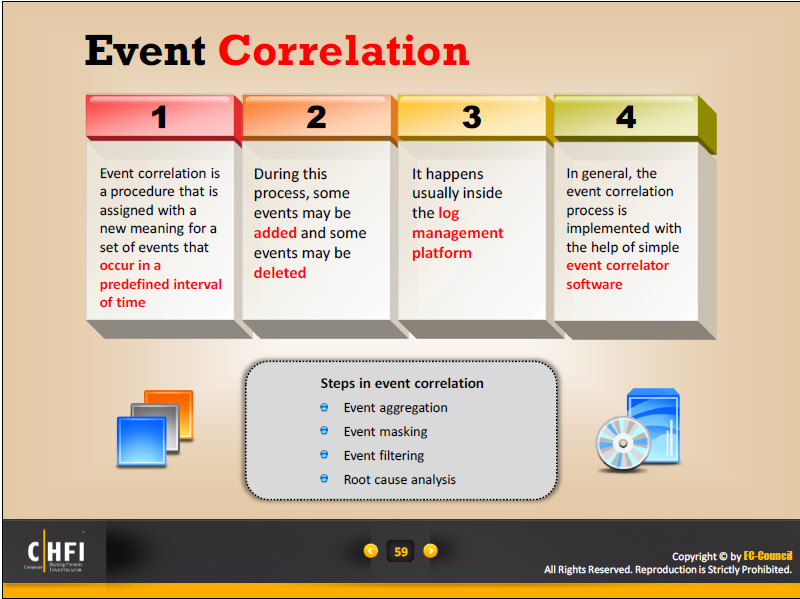 Event Correlation
1
Event correlation is
a procedure that is
assigned with a
new meaning for a
set of events that
occur in a
predefined interval
of time
2
During this
process, some
events may be
added and some
events may be
deleted
3
It happens
usually inside
the log
management
platform
4
In general, the
event correlation
process is
implemented with
the help of simple
event correlator
software
Steps in event correlation
Event aggregation
Event masking
Event filtering
Root cause analysis
CHFI
Computer Hacking Forensic
INVESTIGATOR
59
Copyright © by EC-Council
All Rights Reserved. Reproduction is Strictly Prohibited.